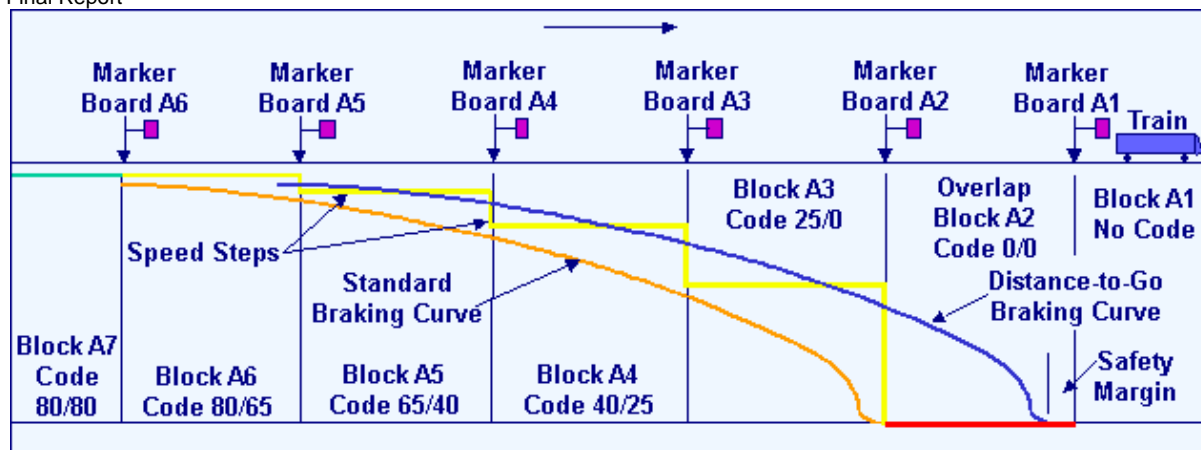 Final Report
Marker
Board A6
Marker
Board A5
Marker
Board A4
Marker
Board A3
Marker
Board A2
Marker
Board A1
Train
Block A3
Code 25/0
Overlap
Block A2
Code 0/0
Block A1
No Code
Speed Steps
Standard
Braking Curve
Distance-to-Go
Braking Curve
Block A7
Code
80/80
Block A6
Code 80/65
Block A5
Code 65/40
Block A4
Code 40/25
Safety
Margin